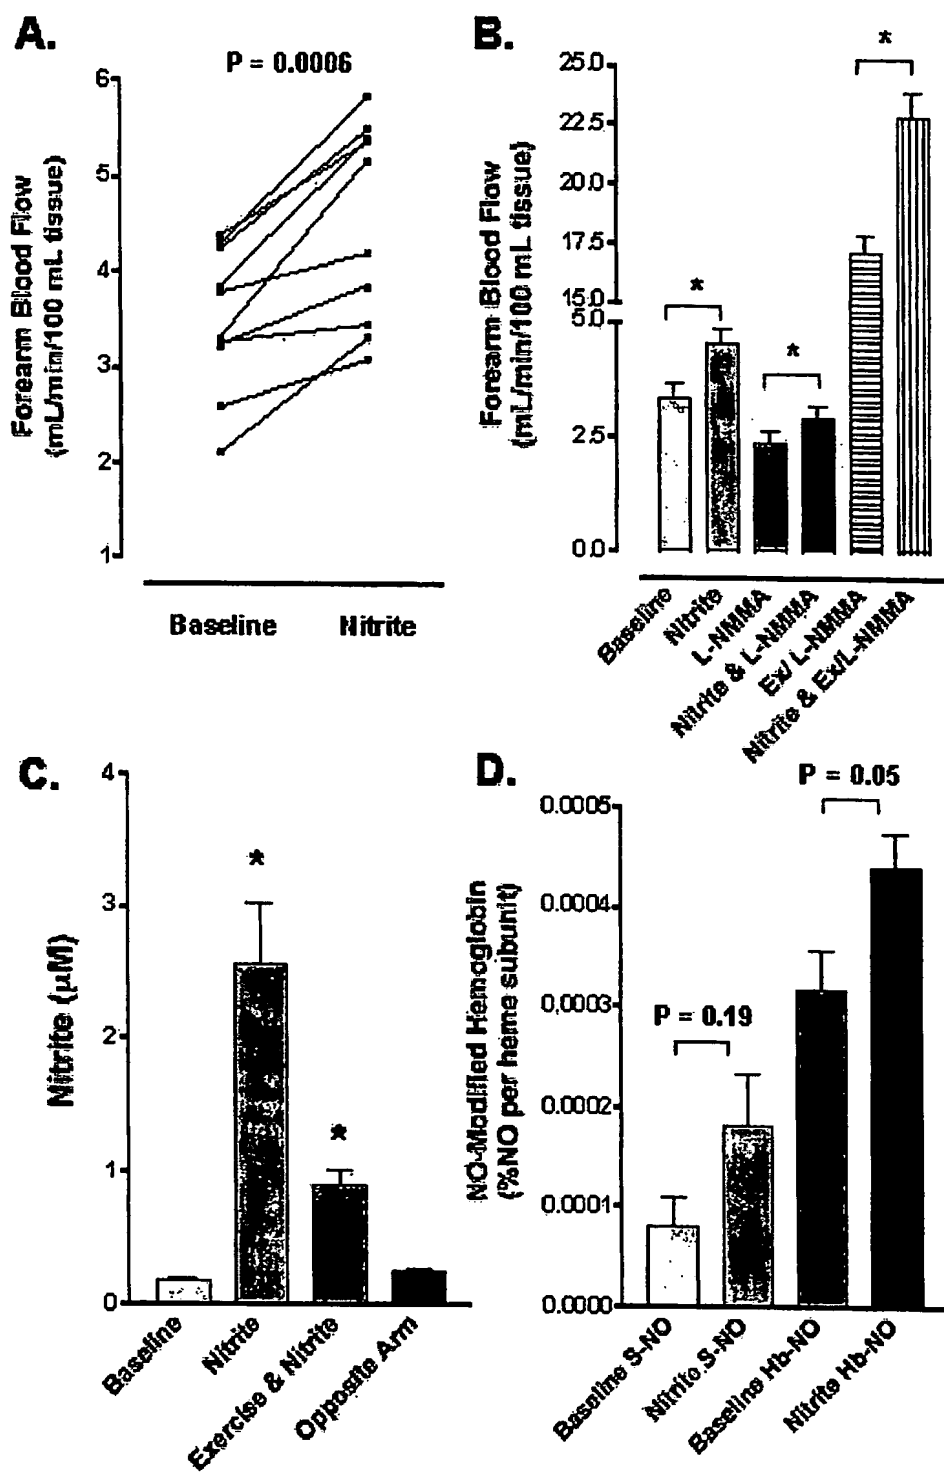 A.
P = 0.0006
6
5
4
3
2
1
Forearm Blood Flow
(mL/min/100 mL tissue)
Baseline
Nitrite
B.
*
*
*
25.0
22.5
20.0
17.5
15.0
5.0
2.5
0.0
Forearm Blood Flow
(mL/min/100 mL tissue)
Baseline
Nitrite
L-NMMA
Nitrite & L-NMMA
Ex/ L-NMMA
Nitrite & Ex/L-NMMA
C.
4
3
2
1
0
Nitrite (μM)
*
*
Baseline
Nitrite
Exercise & Nitrite
Opposite Arm
D.
P = 0.05
P = 0.19
0.0005
0.0004
0.0003
0.0002
0.0001
0.0000
NO-Modified Hemoglobin
(%NO per heme subunit)
Baseline S-NO
Nitrite S-NO
Baseline Hb-NO
Nitrite Hb-NO